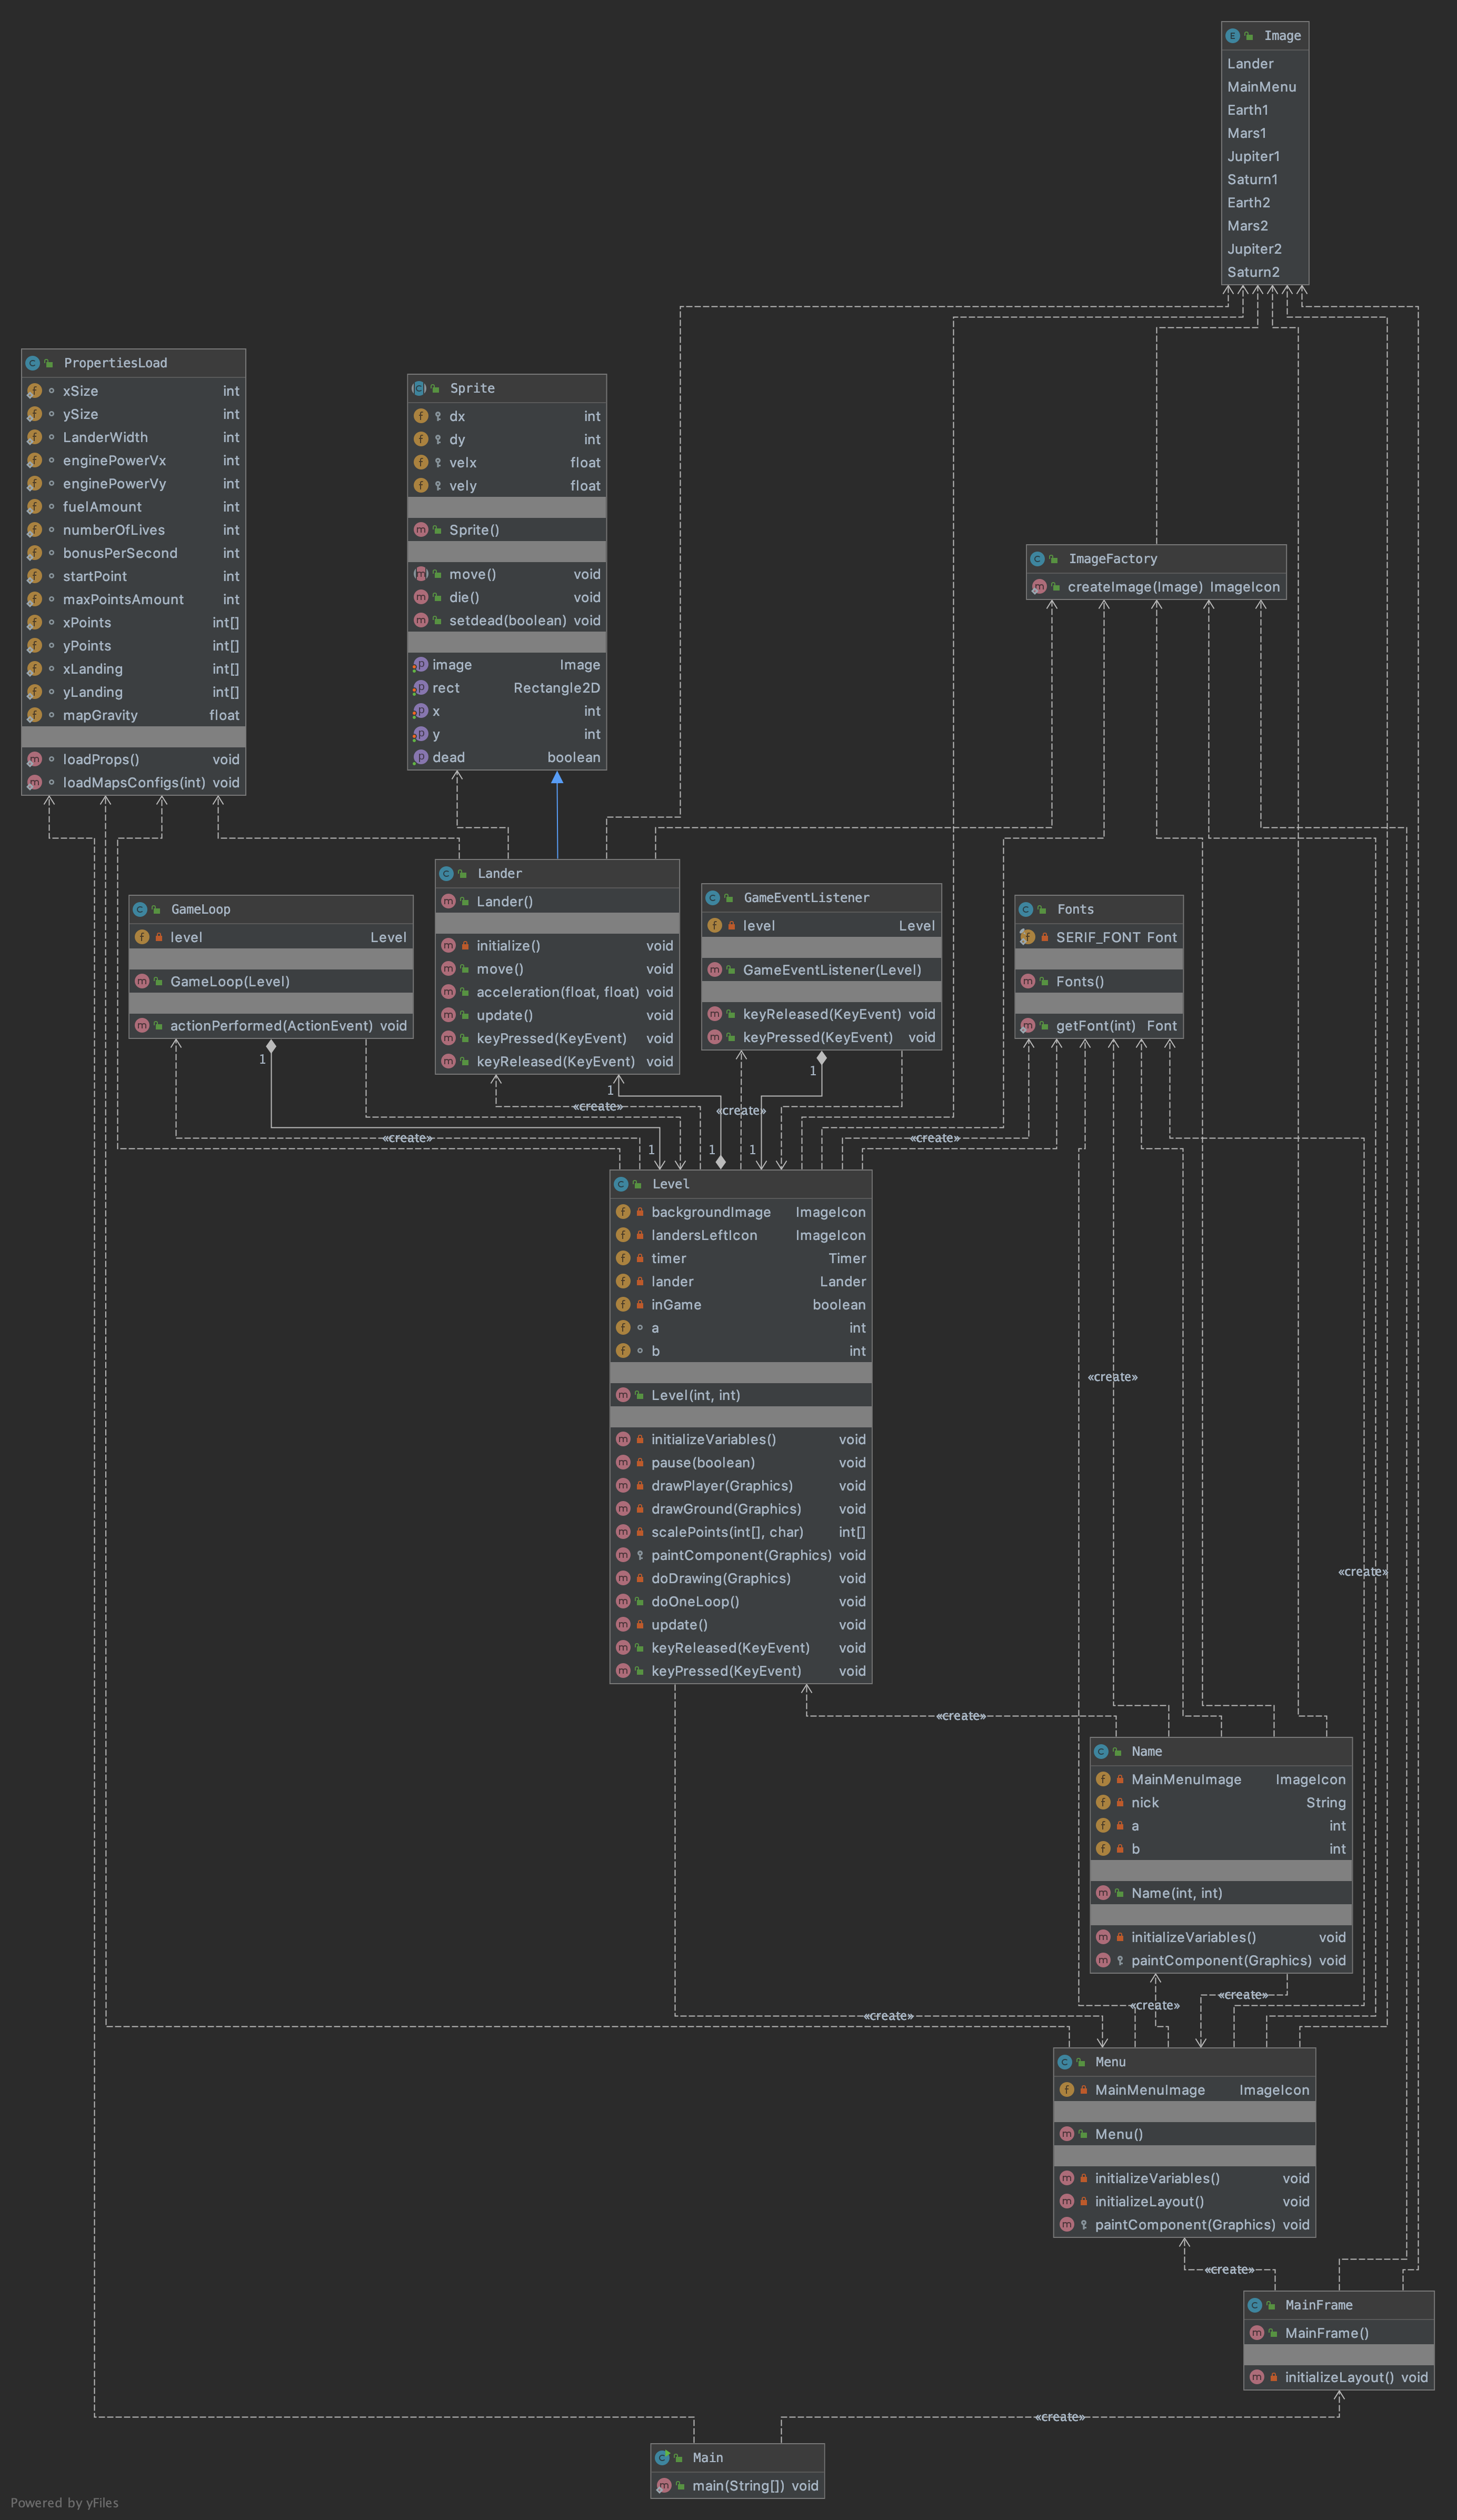 Image
Lander
MainMenu
Earth1
Mars1
Jupiter1
Saturn1
Earth2
Mars2
Jupiter2
Saturn2
PropertiesLoad
xSize int
ySize int
LanderWidth int
enginePowerVx int
enginePowerVy int
fuelAmount int
numberOfLives int
bonusPerSecond int
startPoint int
maxPointsAmount int
xPoints int[]
yPoints int[]
xLanding int[]
yLanding int[]
mapGravity float
loadProps() void
loadMapsConfigs(int) void
Sprite
dx int
dy int
velx float
vely float
Sprite()
move() void
die() void
setdead(boolean) void
image Image
rect Rectangle2D
x int
y int
dead boolean
ImageFactory
createImage(Image) ImageIcon
GameLoop
level Level
GameLoop(Level)
actionPerformed(ActionEvent) void
Lander
Lander()
initialize() void
move() void
acceleration(float, float) void
update() void
keyPressed(KeyEvent) void
keyReleased(KeyEvent) void
GameEventListener
level Level
GameEventListener(Level)
keyReleased(KeyEvent) void
keyPressed(KeyEvent) void
Fonts
SERIF_FONT Font
Fonts()
getFont(int) Font
1
1
1
«create»
«create»
«create»
«create»
1
1
1
Level
backgroundImage ImageIcon
landersLeftIcon ImageIcon
timer Timer
lander Lander
inGame boolean
a int
b int
Level(int, int)
initializeVariables() void
pause(boolean) void
drawPlayer(Graphics) void
drawGround(Graphics) void
scalePoints(int[], char) int[]
paintComponent(Graphics) void
doDrawing(Graphics) void
doOneLoop() void
update() void
keyReleased(KeyEvent) void
keyPressed(KeyEvent) void
«create»
«create»
«create»
Name
MainMenuImage ImageIcon
nick String
a int
b int
Name(int, int)
initializeVariables() void
paintComponent(Graphics) void
«create»
«create»
«create»
Menu
MainMenuImage ImageIcon
Menu()
initializeVariables() void
initializeLayout() void
paintComponent(Graphics) void
«create»
MainFrame
MainFrame()
initializeLayout() void
«create»
Main
main(String[]) void
Powered by yFiles